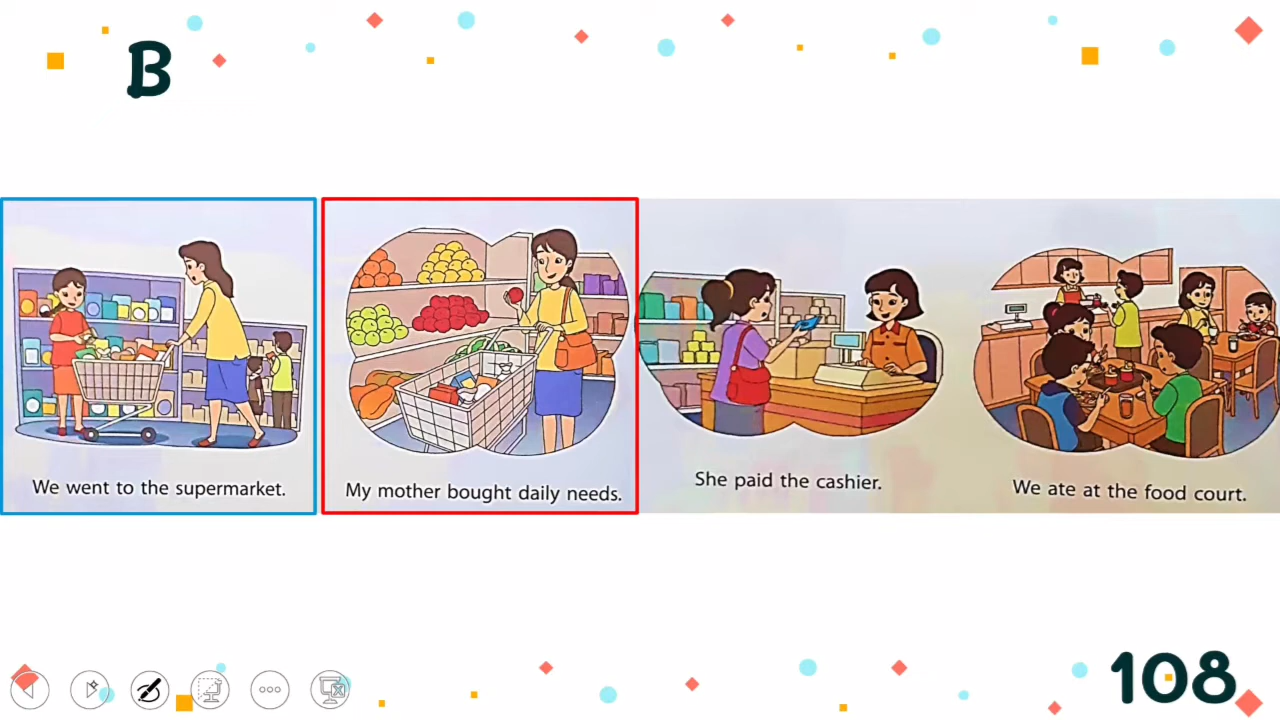 B
We went to the supermarket.
My mother bought daily needs.
She paid the cashier.
We ate at the food court.
108